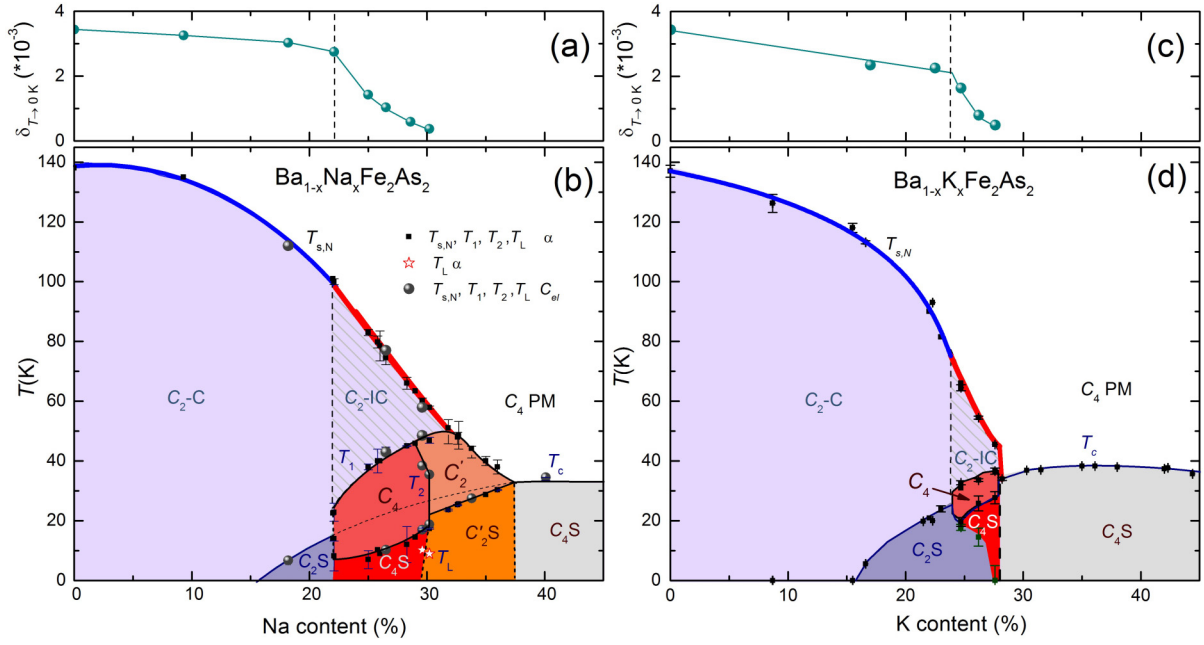 (a)
4
2
0
δT→0 K (*10-3)
(c)
4
2
0
δT→0 K (*10-3)
Ba1-xNaxFe2As2
(b)
Ts,N, T1, T2, TL α
TL α
Ts,N, T1, T2, TL Cel
Ts,N
C2-C
C2-IC
C4 PM
T1
T2
C4
C2′
Tc
C2S
C4S
TL
C2′S
C4S
140
120
100
80
60
40
20
0
T(K)
0
10
20
30
40
Na content (%)
Ba1-xKxFe2As2
(d)
Ts,N
C2-C
C4 PM
C2-IC
Tc
C4
C4S
C2S
C4S
140
120
100
80
60
40
20
0
T(K)
0
10
20
30
40
K content (%)